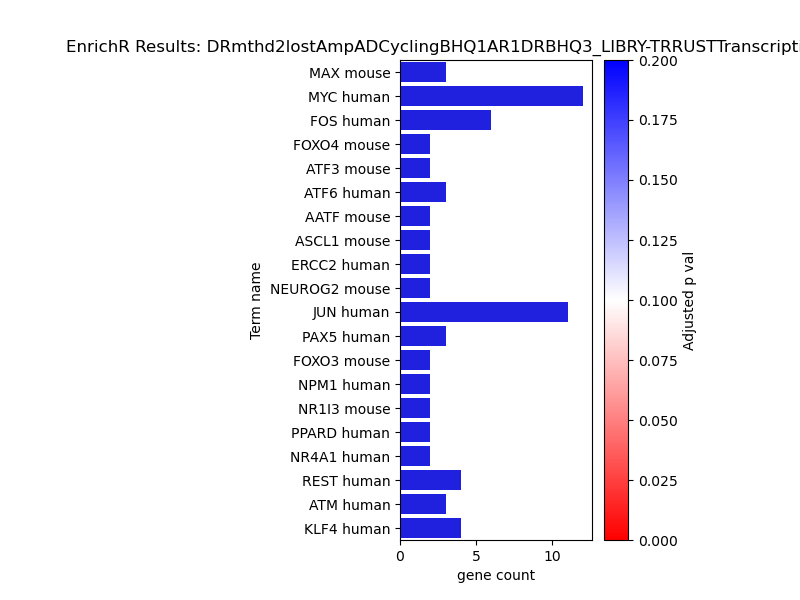 EnrichR Results: DRmthd2lostAmpADCyclingBHQ1AR1DRBHQ3_LIBRY-TRRUSTTranscripti
MAX mouse
MYC human
FOS human
FOXO4 mouse
ATF3 mouse
ATF6 human
AATF mouse
ASCL1 mouse
ERCC2 human
NEUROG2 mouse
JUN human
PAX5 human
FOXO3 mouse
NPM1 human
NR1I3 mouse
PPARD human
NR4A1 human
REST human
ATM human
KLF4 human
Term name
0
5
10
gene count
0.200
0.175
0.150
0.125
0.100
0.075
0.050
0.025
0.000
Adjusted p val